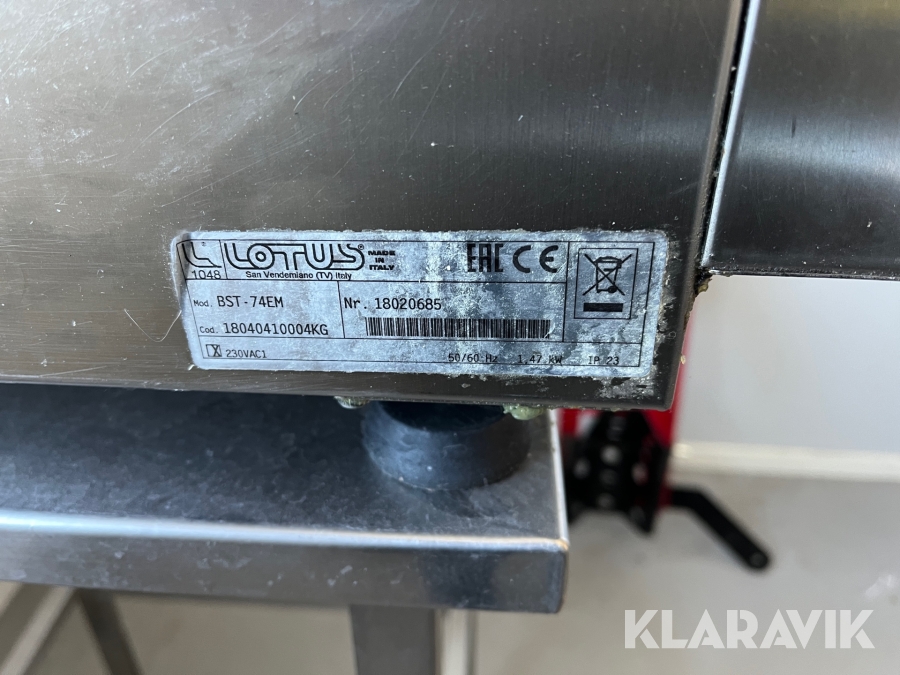 LOTUS® MADE IN ITALY EAC CE
1048 San Vendemiano (TV) Italy
Mod. BST-74EM Nr. 18020685
Cod. 18040410004KG
X 230VAC1 50/60 Hz 1.47 kW IP 23
KLARAVIK